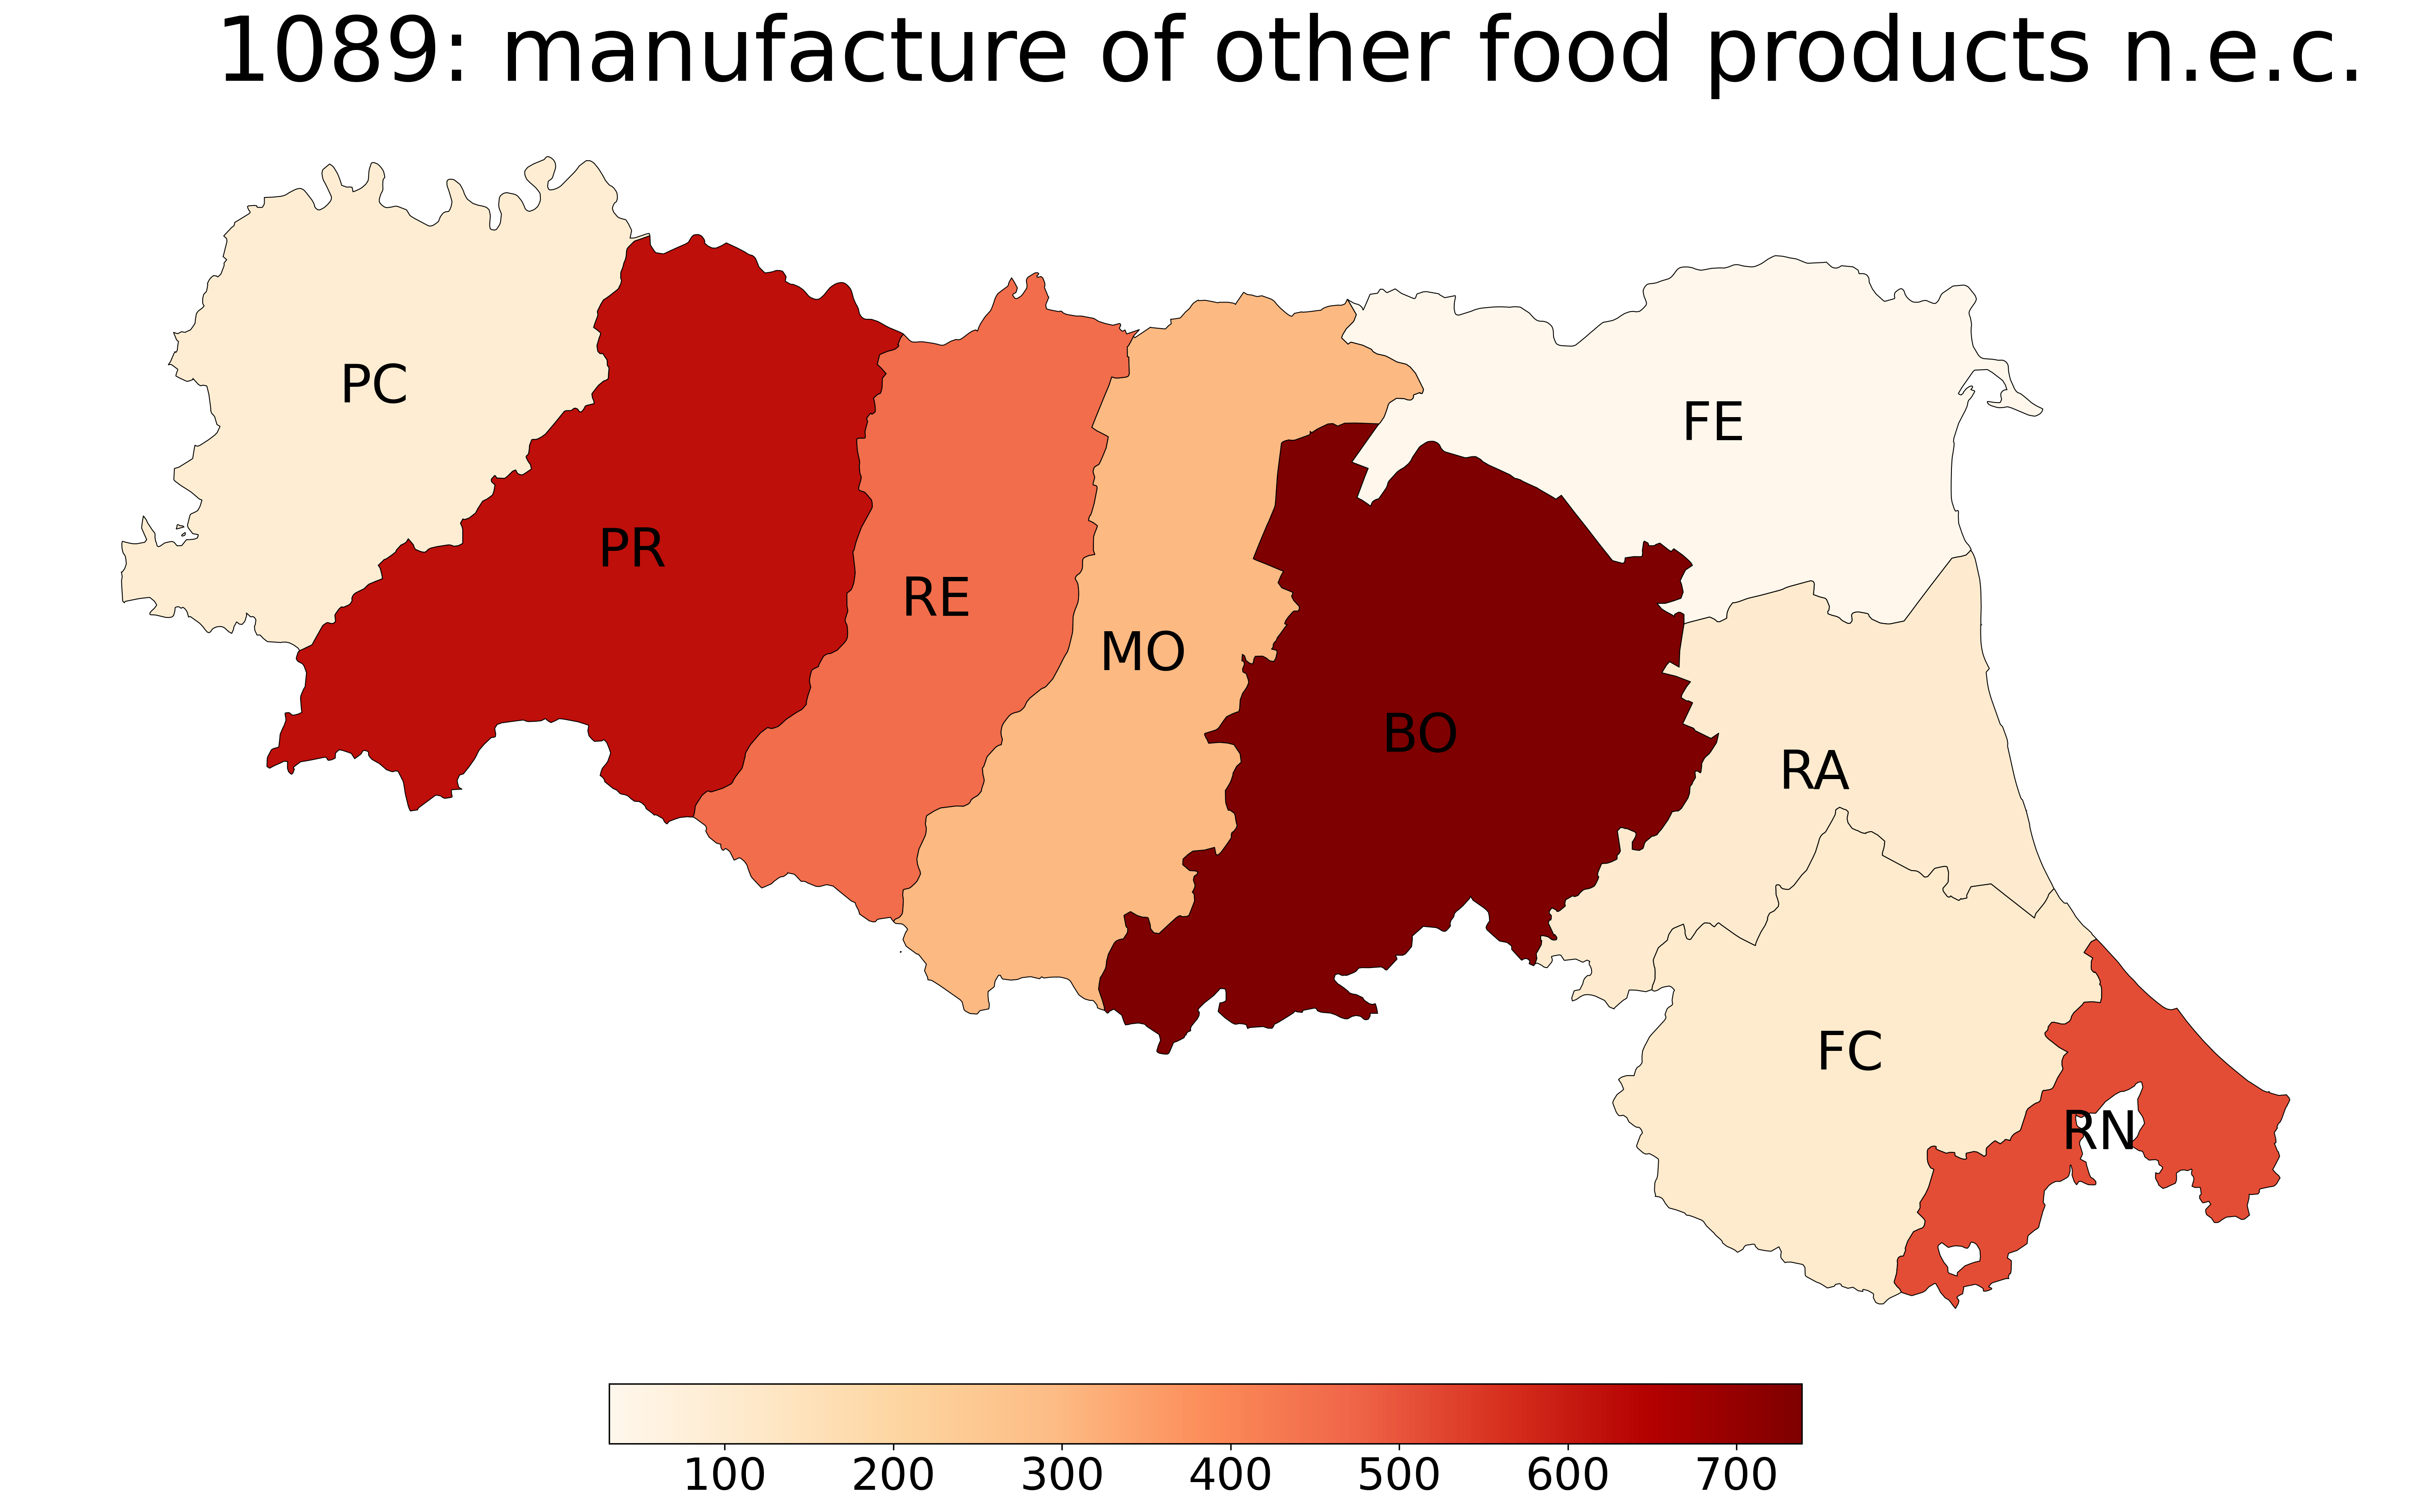 1089: manufacture of other food products n.e.c.
PC
FE
PR
RE
MO
BO
RA
FC
RN
100 200 300 400 500 600 700